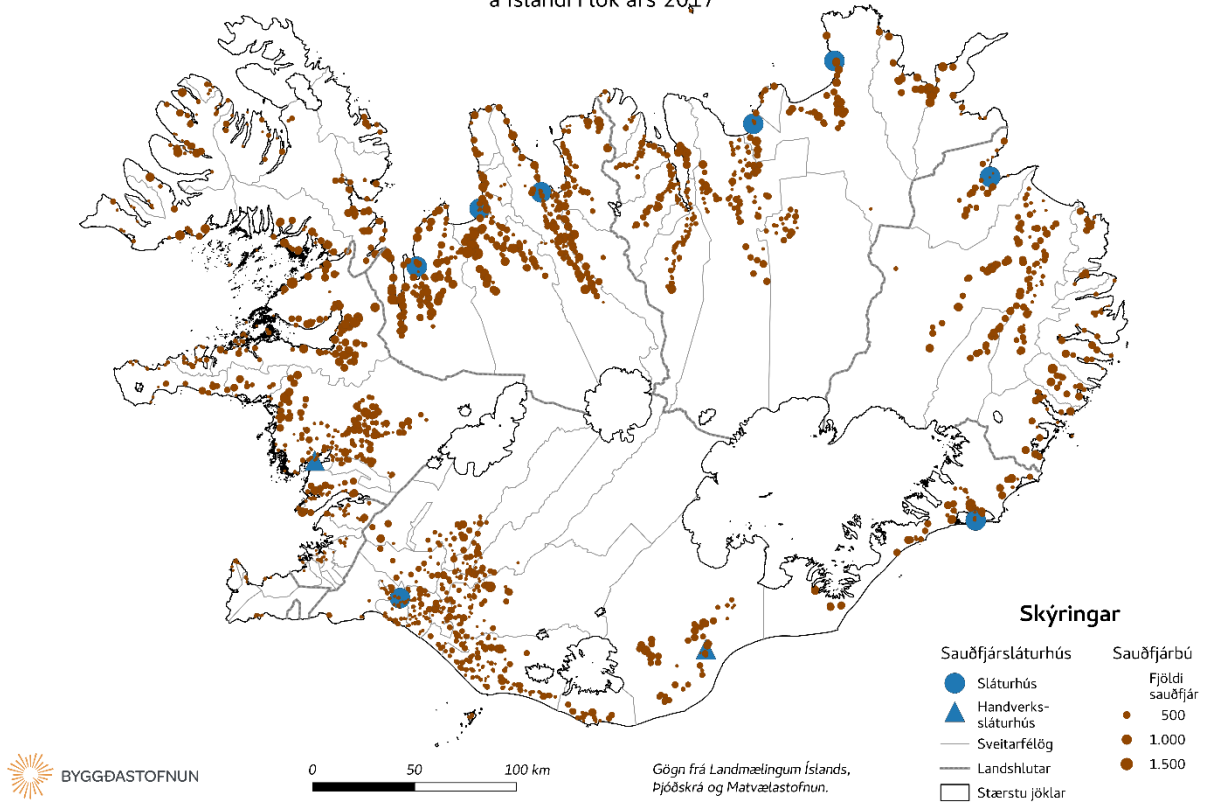 á Íslandi í lok árs 2017
Skýringar
Sauðfjársláturhús
Sláturhús
Handverks-
sláturhús
Sveitarfélög
Landshlutar
Stærstu jöklar
Sauðfjárbú
Fjöldi
sauðfjár
500
1.000
1.500
BYGGÐASTOFNUN
0 50 100 km
Gögn frá Landmælingum Íslands,
Þjóðskrá og Matvælastofnun.